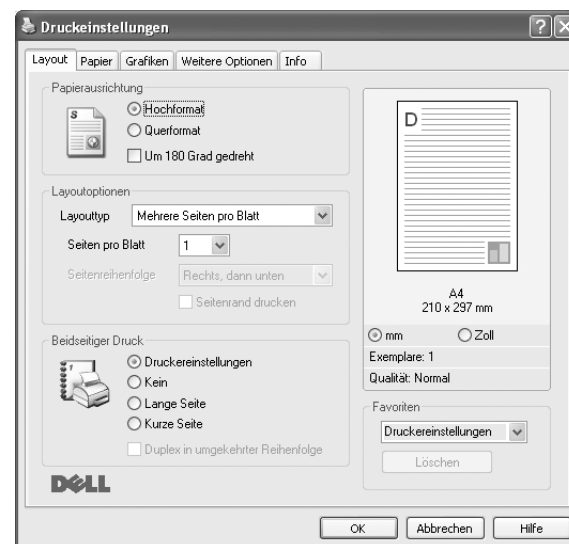 Druckeinstellungen
Layout Papier Grafiken Weitere Optionen Info
Papierausrichtung
S
Hochformat
Querformat
Um 180 Grad gedreht
Layoutoptionen
Layouttyp Mehrere Seiten pro Blatt
Seiten pro Blatt 1
Seitenreihenfolge Rechts, dann unten
Seitenrand drucken
Beidseitiger Druck
Druckereinstellungen
Kein
Lange Seite
Kurze Seite
Duplex in umgekehrter Reihenfolge
DELL
D
A4
210 x 297 mm
mm Zoll
Exemplare: 1
Qualität: Normal
Favoriten
Druckereinstellungen
Löschen
OK Abbrechen Hilfe